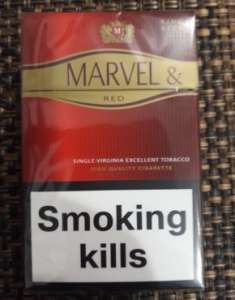 M
MARVEL &
RED
SINGLE VIRGINIA EXCELLENT TOBACCO
HIGH QUALITY CIGARETTE
Smoking
kills